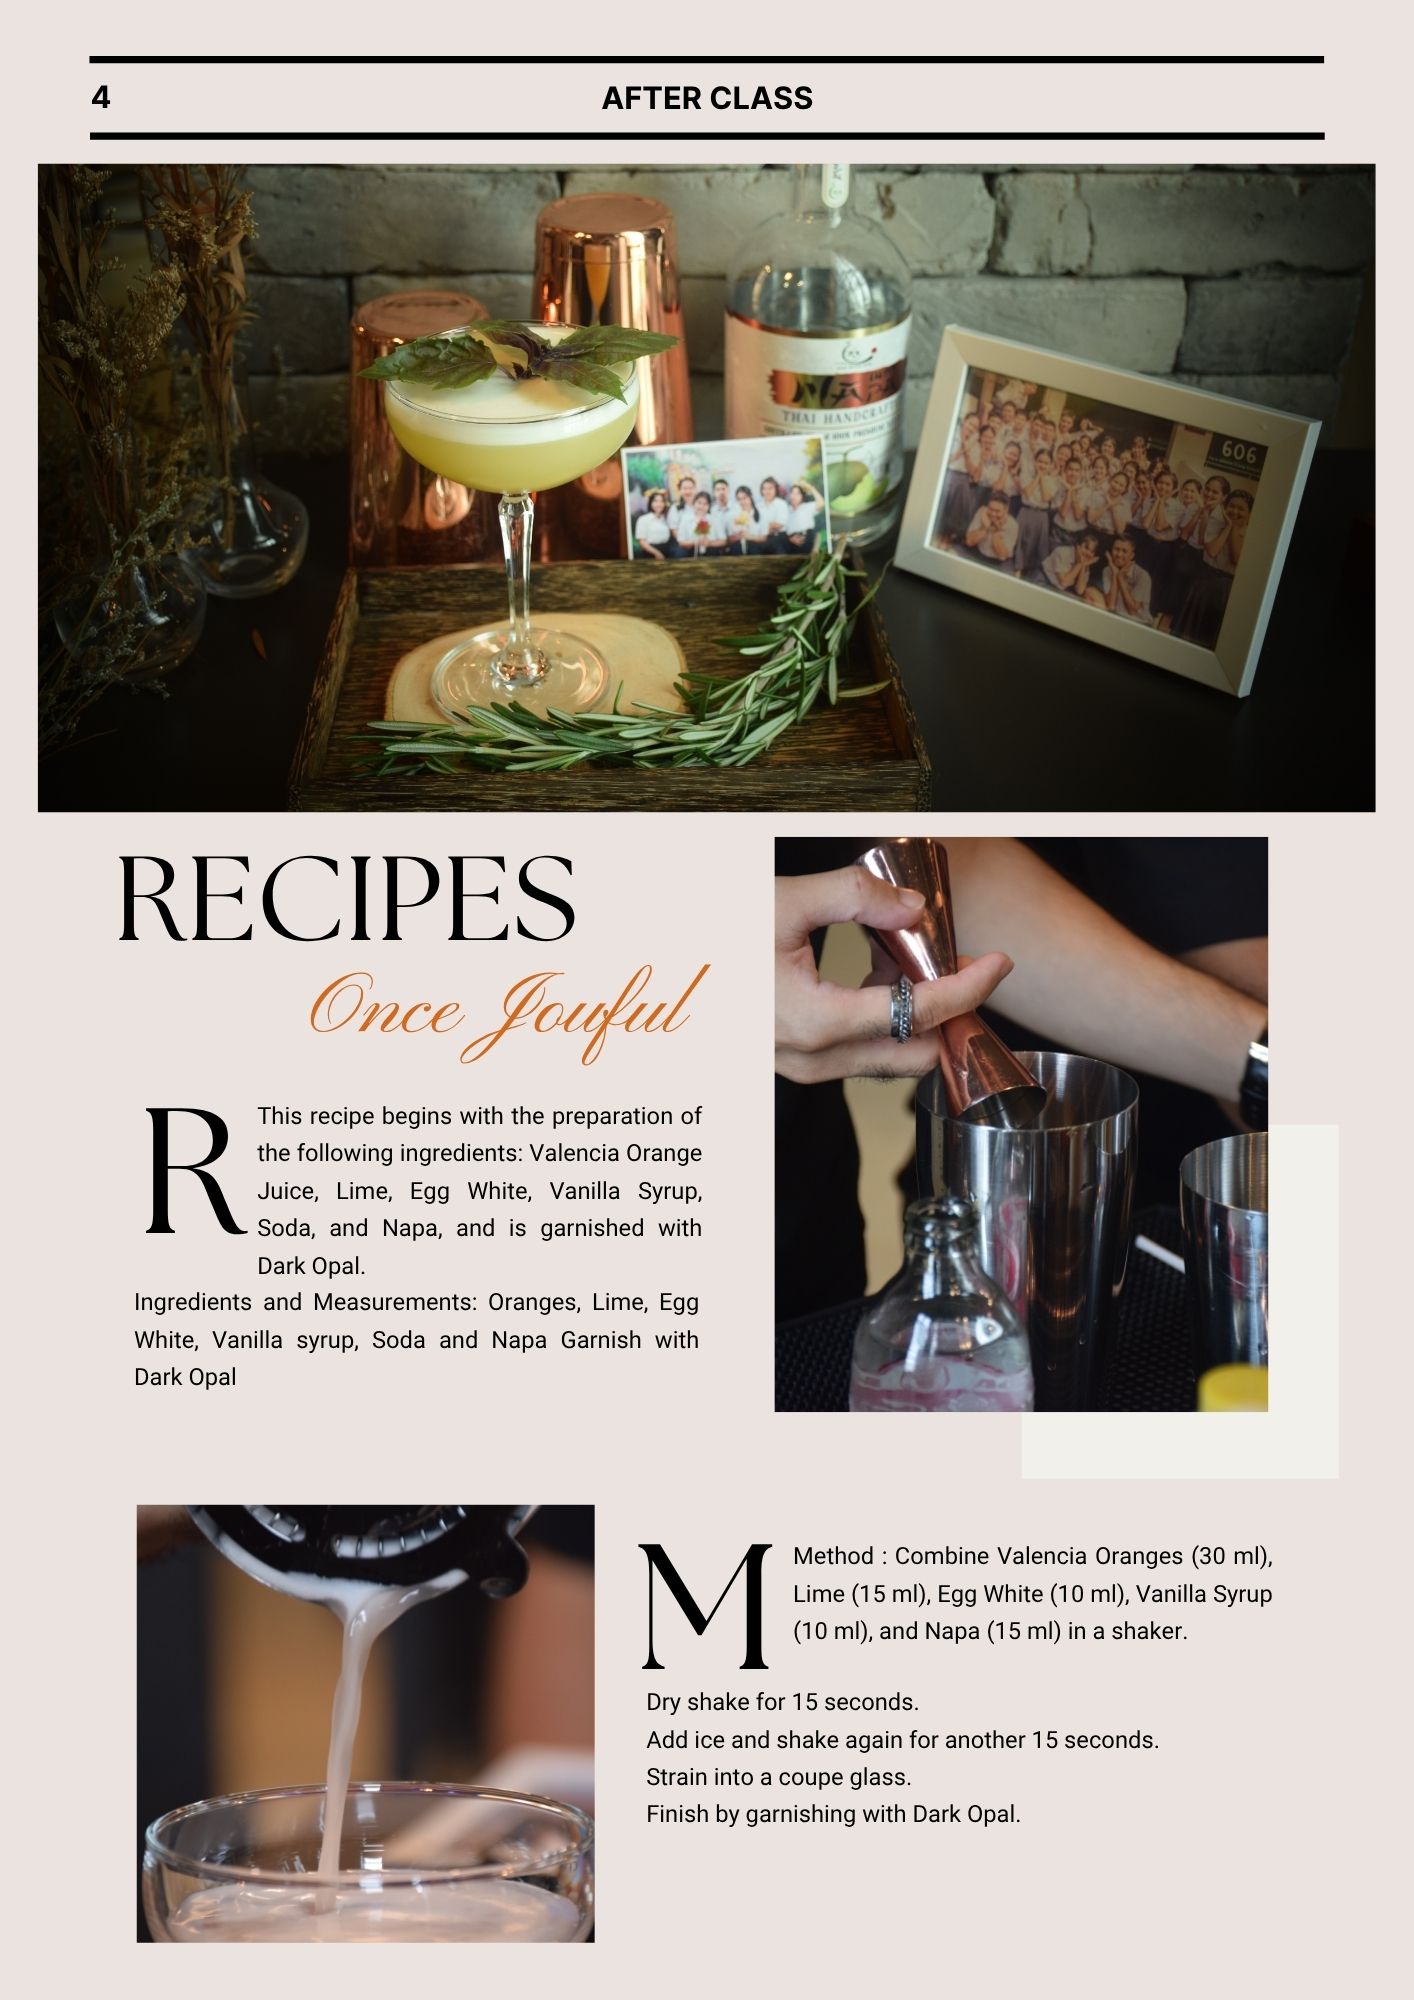 4
AFTER CLASS
THAI HANDCRAFT
606
RECIPES
Once Jouful
R
This recipe begins with the preparation of
the following ingredients: Valencia Orange
Juice, Lime, Egg White, Vanilla Syrup,
Soda, and Napa, and is garnished with
Dark Opal.
Ingredients and Measurements: Oranges, Lime, Egg
White, Vanilla syrup, Soda and Napa Garnish with
Dark Opal
M
Method : Combine Valencia Oranges (30 ml),
Lime (15 ml), Egg White (10 ml), Vanilla Syrup
(10 ml), and Napa (15 ml) in a shaker.
Dry shake for 15 seconds.
Add ice and shake again for another 15 seconds.
Strain into a coupe glass.
Finish by garnishing with Dark Opal.